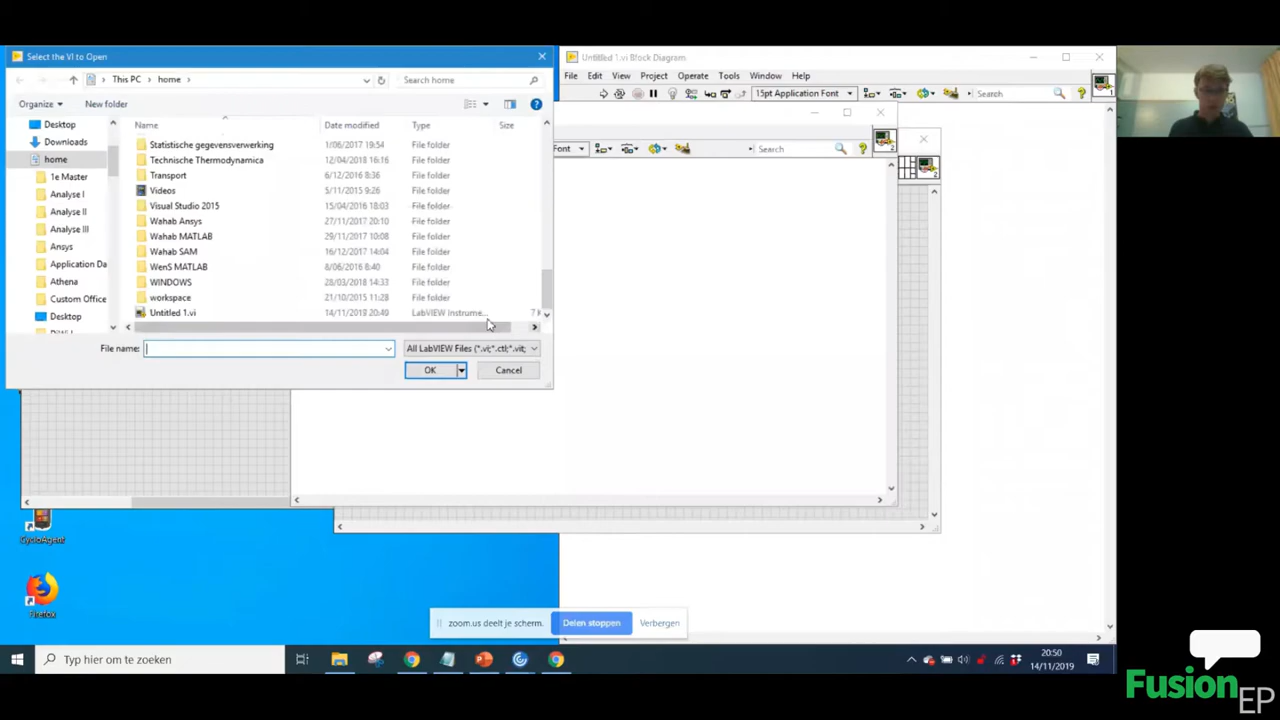 Select the VI to Open
This PC > home >
Search home
Organize
New folder
Name
Date modified
Type
Size
Desktop
Downloads
home
1e Master
Analyse I
Analyse II
Analyse III
Ansys
Application Da
Athena
Custom Office
Desktop
Statistische gegevensverwerking 1/06/2017 19:54 File folder
Technische Thermodynamica 12/04/2018 16:16 File folder
Transport 6/12/2016 8:36 File folder
Videos 5/11/2015 9:26 File folder
Visual Studio 2015 15/04/2016 18:03 File folder
Wahab Ansys 27/11/2017 20:10 File folder
Wahab MATLAB 29/11/2017 10:08 File folder
Wahab SAM 16/12/2017 14:04 File folder
WenS MATLAB 8/06/2016 8:40 File folder
WINDOWS 28/03/2018 14:33 File folder
workspace 21/10/2015 11:28 File folder
Untitled 1.vi 14/11/2019 20:49 LabVIEW Instrume... 7
File name:
All LabVIEW Files (*.vi;*.ctl;*.vit;
OK
Cancel
Untitled 1.vi Block Diagram
File Edit View Project Operate Tools Window Help
15pt Application Font
Search
Font
Search
CycloAgent
Firefox
zoom.us deelt je scherm.
Delen stoppen
Verbergen
Typ hier om te zoeken
20:50
14/11/2019
Fusion
EP